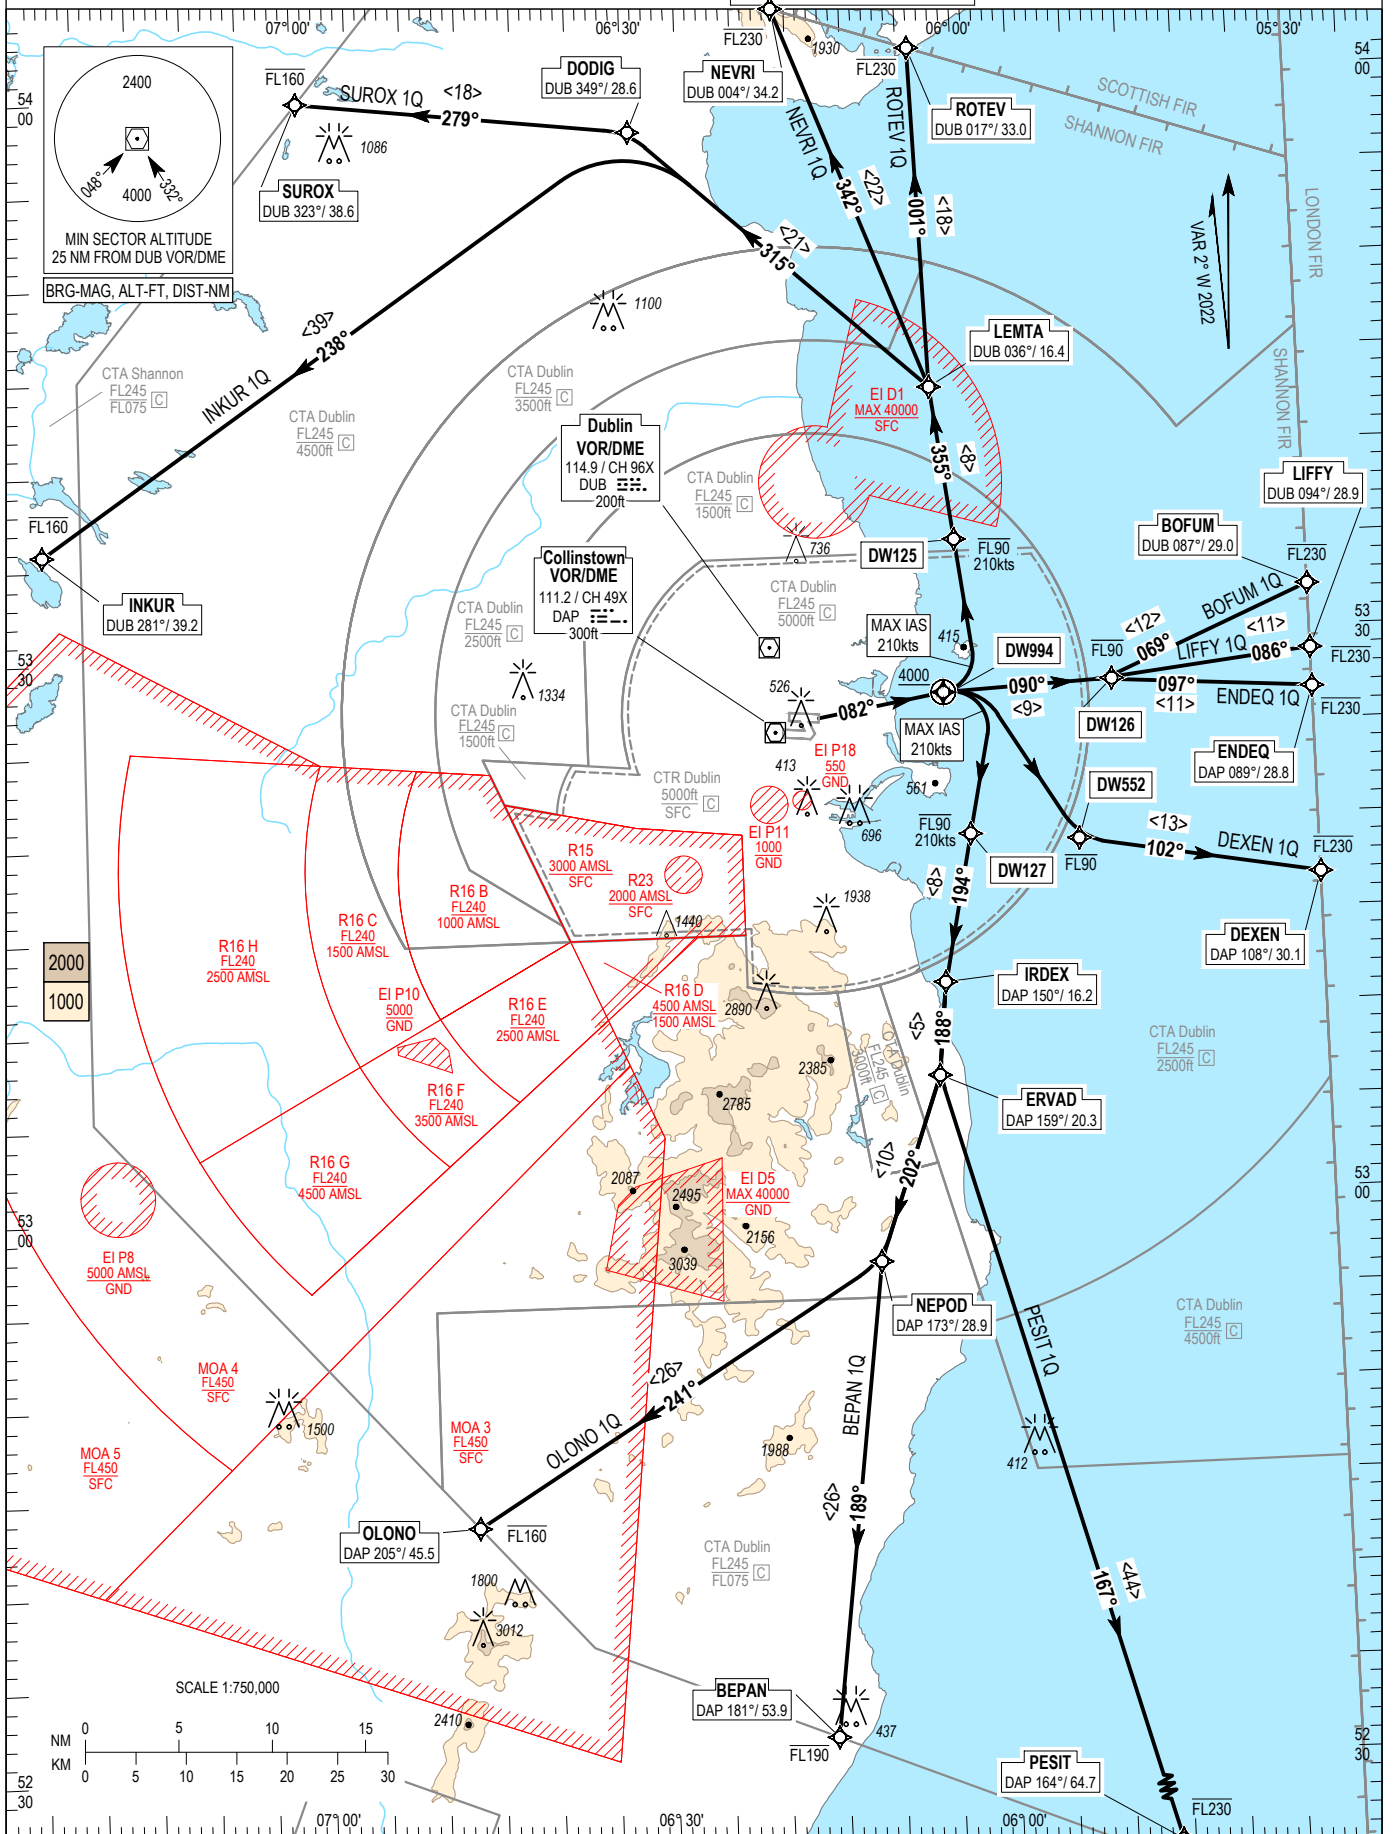 07°00'
06°30'
06°00'
05°30'
54
00
54
00
2400
048°
332°
4000
MIN SECTOR ALTITUDE
25 NM FROM DUB VOR/DME
BRG-MAG, ALT-FT, DIST-NM
FL160
SUROX 1Q
<18>
279°
1086
SUROX
DUB 323°/ 38.6
DODIG
DUB 349°/ 28.6
FL230
NEVRI
DUB 004°/ 34.2
1930
FL230
ROTEV
DUB 017°/ 33.0
SCOTTISH FIR
SHANNON FIR
LONDON FIR
SHANNON FIR
VAR 2° W 2022
NEVRI 1Q
342°
<22>
ROTEV 1Q
001°
<18>
<21>
315°
1100
<39>
238°
INKUR 1Q
CTA Shannon
FL245
FL075
C
CTA Dublin
FL245
4500ft
C
CTA Dublin
FL245
3500ft
C
LEMTA
DUB 036°/ 16.4
EI D1
MAX 40000
SFC
355°
<8>
Dublin
VOR/DME
114.9 / CH 96X
DUB
200ft
CTA Dublin
FL245
1500ft
C
LIFFY
DUB 094°/ 28.9
BOFUM
DUB 087°/ 29.0
FL230
FL160
INKUR
DUB 281°/ 39.2
Collinstown
VOR/DME
111.2 / CH 49X
DAP
300ft
736
DW125
FL90
210kts
CTA Dublin
FL245
5000ft
C
CTA Dublin
FL245
2500ft
C
53
30
53
30
MAX IAS
210kts
415
DW994
4000
FL90
<12>
069°
BOFUM 1Q
LIFFY 1Q
<11>
086°
FL230
090°
<9>
097°
<11>
ENDEQ 1Q
FL230
DW126
ENDEQ
DAP 089°/ 28.8
1334
526
082°
MAX IAS
210kts
CTA Dublin
FL245
1500ft
C
CTR Dublin
5000ft
SFC
C
413
EI P18
550
GND
EI P11
1000
GND
696
561
FL90
210kts
DW127
DW552
FL90
<13>
102°
DEXEN 1Q
FL230
DEXEN
DAP 108°/ 30.1
R15
3000 AMSL
SFC
R23
2000 AMSL
SFC
R16 B
FL240
1000 AMSL
R16 C
FL240
1500 AMSL
R16 H
FL240
2500 AMSL
1440
1938
<8>
194°
2000
1000
EI P10
5000
GND
R16 E
FL240
2500 AMSL
R16 D
4500 AMSL
1500 AMSL
2890
IRDEX
DAP 150°/ 16.2
<5>
188°
CTA Dublin
FL245
3000ft
C
CTA Dublin
FL245
2500ft
C
2385
2785
R16 F
FL240
3500 AMSL
ERVAD
DAP 159°/ 20.3
R16 G
FL240
4500 AMSL
<10>
202°
53
00
53
00
2087
2495
EI D5
MAX 40000
GND
2156
3039
EI P8
5000 AMSL
GND
NEPOD
DAP 173°/ 28.9
CTA Dublin
FL245
4500ft
C
PESIT 1Q
MOA 4
FL450
SFC
<26>
241°
OLONO 1Q
BEPAN 1Q
1500
MOA 3
FL450
SFC
1988
412
MOA 5
FL450
SFC
<26>
189°
OLONO
DAP 205°/ 45.5
FL160
CTA Dublin
FL245
FL075
C
1800
3012
<44>
167°
SCALE 1:750,000
NM
0 5 10 15
KM
0 5 10 15 20 25 30
2410
BEPAN
DAP 181°/ 53.9
FL190
437
PESIT
DAP 164°/ 64.7
FL230
52
30
52
30
07°00'
06°30'
06°00'